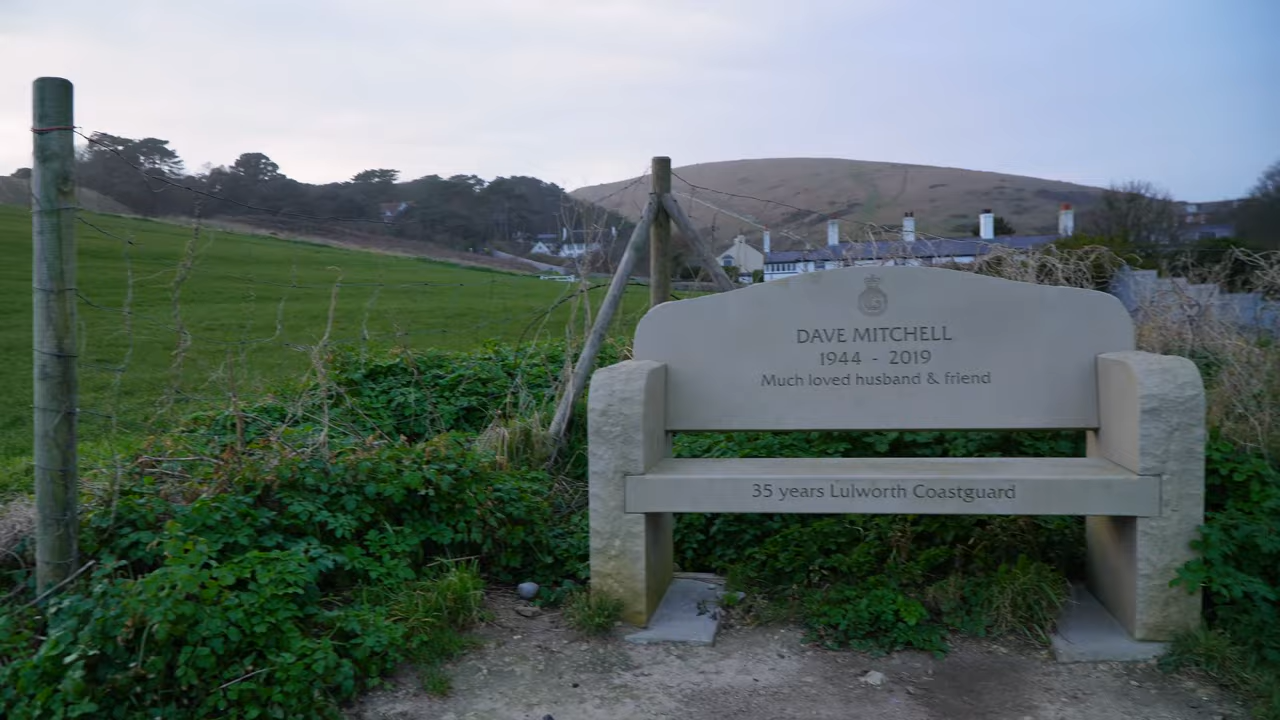 DAVE MITCHELL
1944 - 2019
Much loved husband & friend
35 years Lulworth Coastguard